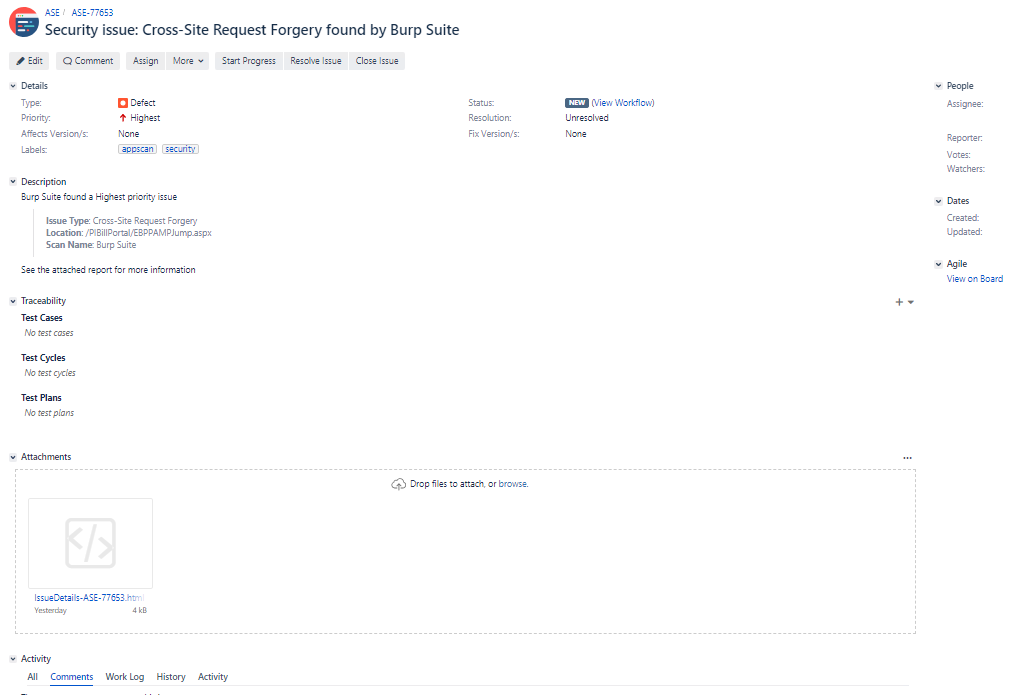 ASE / ASE-77653
Security issue: Cross-Site Request Forgery found by Burp Suite
Edit Comment Assign More Start Progress Resolve Issue Close Issue
Details
Type: Defect
Priority: Highest
Affects Version/s: None
Labels: appscan security
Status: NEW (View Workflow)
Resolution: Unresolved
Fix Version/s: None
People
Assignee:
Reporter:
Votes:
Watchers:
Dates
Created:
Updated:
Agile
View on Board
Description
Burp Suite found a Highest priority issue
Issue Type: Cross-Site Request Forgery
Location: /PIBillPortal/EBPPAMPJump.aspx
Scan Name: Burp Suite
See the attached report for more information
Traceability
Test Cases
No test cases
Test Cycles
No test cycles
Test Plans
No test plans
Attachments
Drop files to attach, or browse.
IssueDetails-ASE-77653.html
Yesterday 4 kB
Activity
All Comments Work Log History Activity